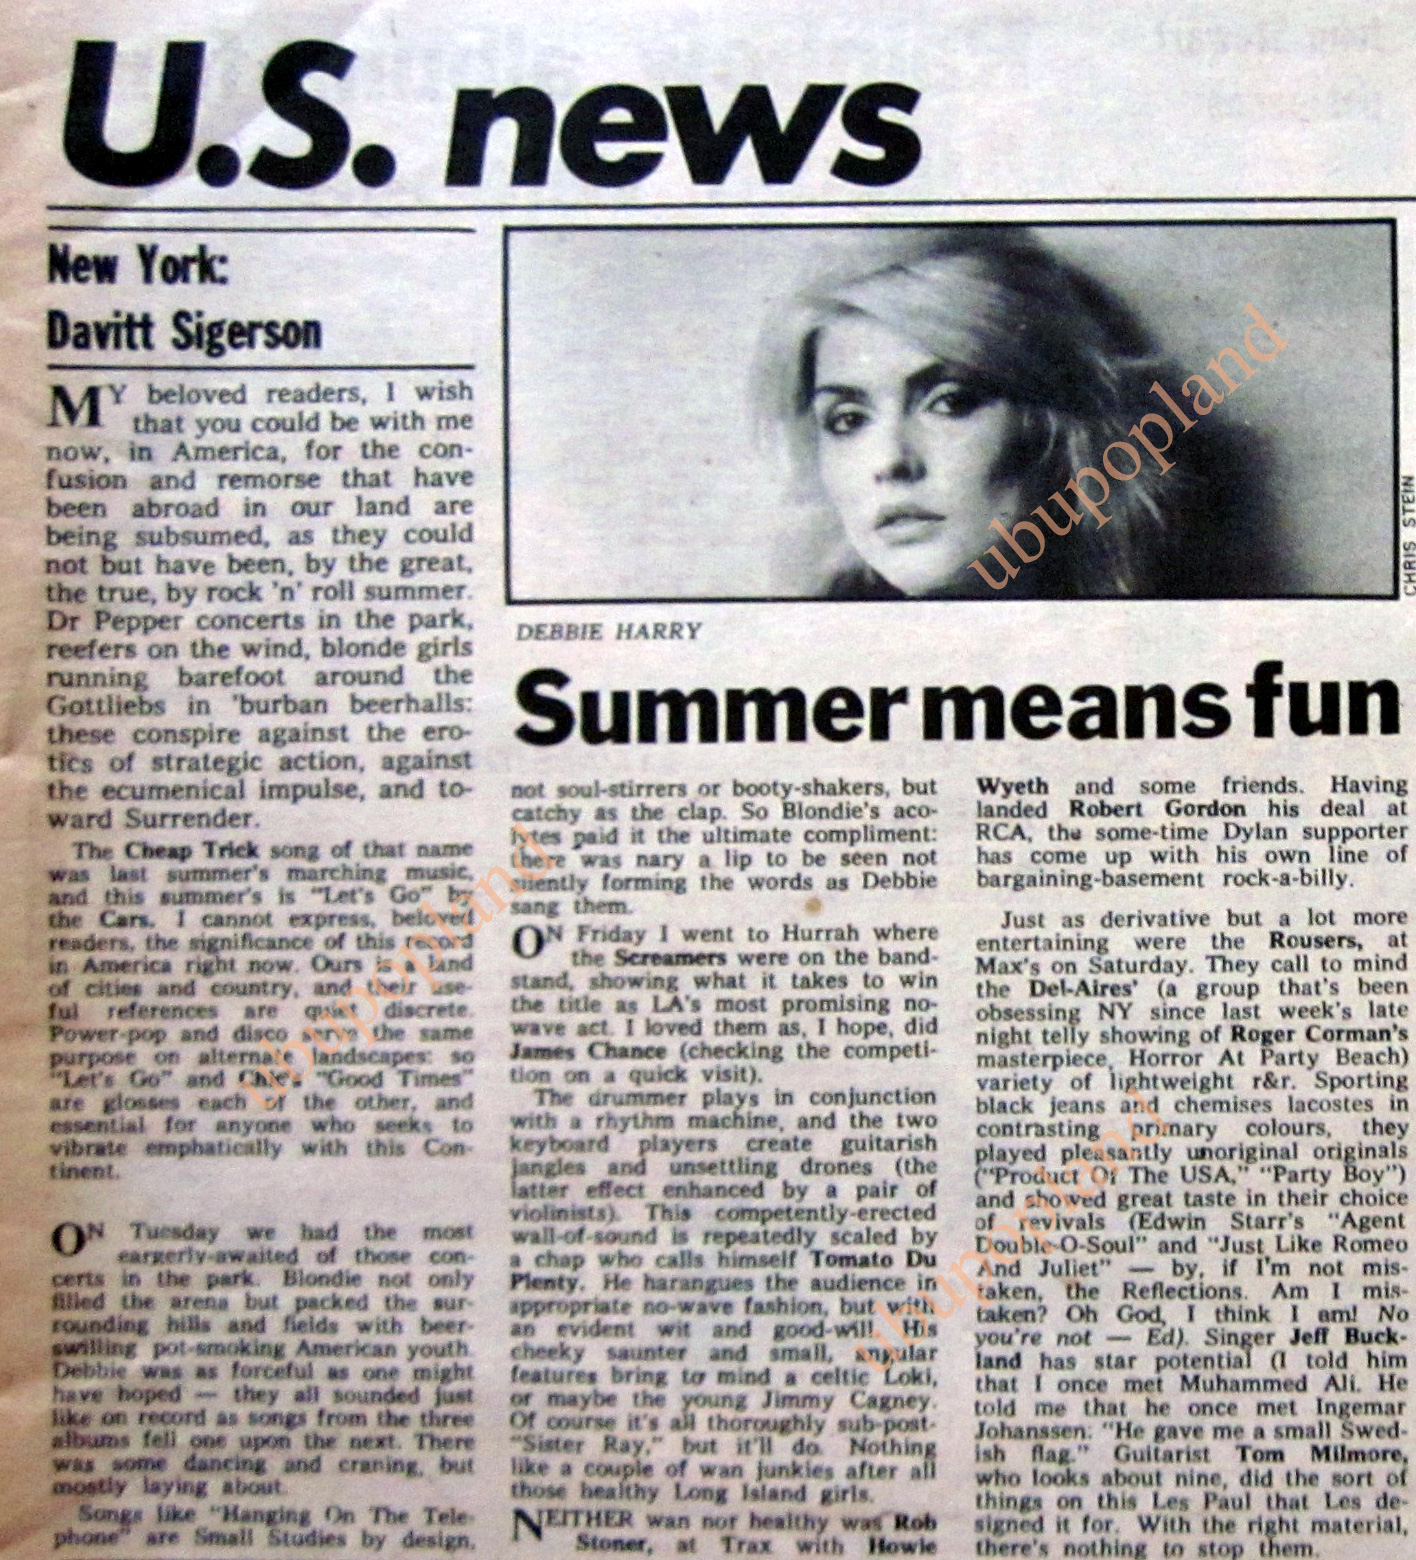 U.S. news
New York:
Davitt Sigerson
MY beloved readers, I wish
that you could be with me
now, in America, for the con-
fusion and remorse that have
been abroad in our land are
being subsumed, as they could
not but have been, by the great,
the true, by rock 'n' roll summer.
Dr Pepper concerts in the park,
reefers on the wind, blonde girls
running barefoot around the
Gottliebs in 'burban beerhalls:
these conspire against the ero-
tics of strategic action, against
the ecumenical impulse, and to-
ward Surrender.
The Cheap Trick song of that name
was last summer's marching music,
and this summer's is "Let's Go" by
the Cars. I cannot express, beloved
readers, the significance of this record
in America right now. Ours is a land
of cities and country, and their use-
ful references are quiet discrete.
Power-pop and disco serve the same
purpose on alternate landscapes: so
"Let's Go" and Chic's "Good Times"
are glosses each of the other, and
essential for anyone who seeks to
vibrate emphatically with this Con-
tinent.
ON Tuesday we had the most
eargerly-awaited of those con-
certs in the park. Blondie not only
filled the arena but packed the sur-
rounding hills and fields with beer-
swilling pot-smoking American youth.
Debbie was as forceful as one might
have hoped — they all sounded just
like on record as songs from the three
albums fell one upon the next. There
was some dancing and craning, but
mostly laying about.
Songs like "Hanging On The Tele-
phone" are Small Studies by design,
CHRIS STEIN
DEBBIE HARRY
Summer means fun
not soul-stirrers or booty-shakers, but
catchy as the clap. So Blondie's aco-
lytes paid it the ultimate compliment:
there was nary a lip to be seen not
silently forming the words as Debbie
sang them.
ON Friday I went to Hurrah where
the Screamers were on the band-
stand, showing what it takes to win
the title as LA's most promising no-
wave act. I loved them as, I hope, did
James Chance (checking the competi-
tion on a quick visit).
The drummer plays in conjunction
with a rhythm machine, and the two
keyboard players create guitarish
jangles and unsettling drones (the
latter effect enhanced by a pair of
violinists). This competently-erected
wall-of-sound is repeatedly scaled by
a chap who calls himself Tomato Du
Plenty. He harangues the audience in
appropriate no-wave fashion, but with
an evident wit and good-will. His
cheeky saunter and small, angular
features bring to mind a celtic Loki,
or maybe the young Jimmy Cagney.
Of course it's all thoroughly sub-post-
"Sister Ray," but it'll do. Nothing
like a couple of wan junkies after all
those healthy Long Island girls.
NEITHER wan nor healthy was Rob
Stoner, at Trax with Howie
Wyeth and some friends. Having
landed Robert Gordon his deal at
RCA, the some-time Dylan supporter
has come up with his own line of
bargaining-basement rock-a-billy.
Just as derivative but a lot more
entertaining were the Rousers, at
Max's on Saturday. They call to mind
the Del-Aires' (a group that's been
obsessing NY since last week's late
night telly showing of Roger Corman's
masterpiece, Horror At Party Beach)
variety of lightweight r&r. Sporting
black jeans and chemises lacostes in
contrasting primary colours, they
played pleasantly unoriginal originals
("Product Of The USA," "Party Boy")
and showed great taste in their choice
of revivals (Edwin Starr's "Agent
Double-O-Soul" and "Just Like Romeo
And Juliet" — by, if I'm not mis-
taken, the Reflections. Am I mis-
taken? Oh God, I think I am! No
you're not — Ed). Singer Jeff Buck-
land has star potential (I told him
that I once met Muhammed Ali. He
told me that he once met Ingemar
Johanssen: "He gave me a small Swed-
ish flag." Guitarist Tom Milmore,
who looks about nine, did the sort of
things on this Les Paul that Les de-
signed it for. With the right material,
there's nothing to stop them.
ubupopland
ubupopland
ubupopland